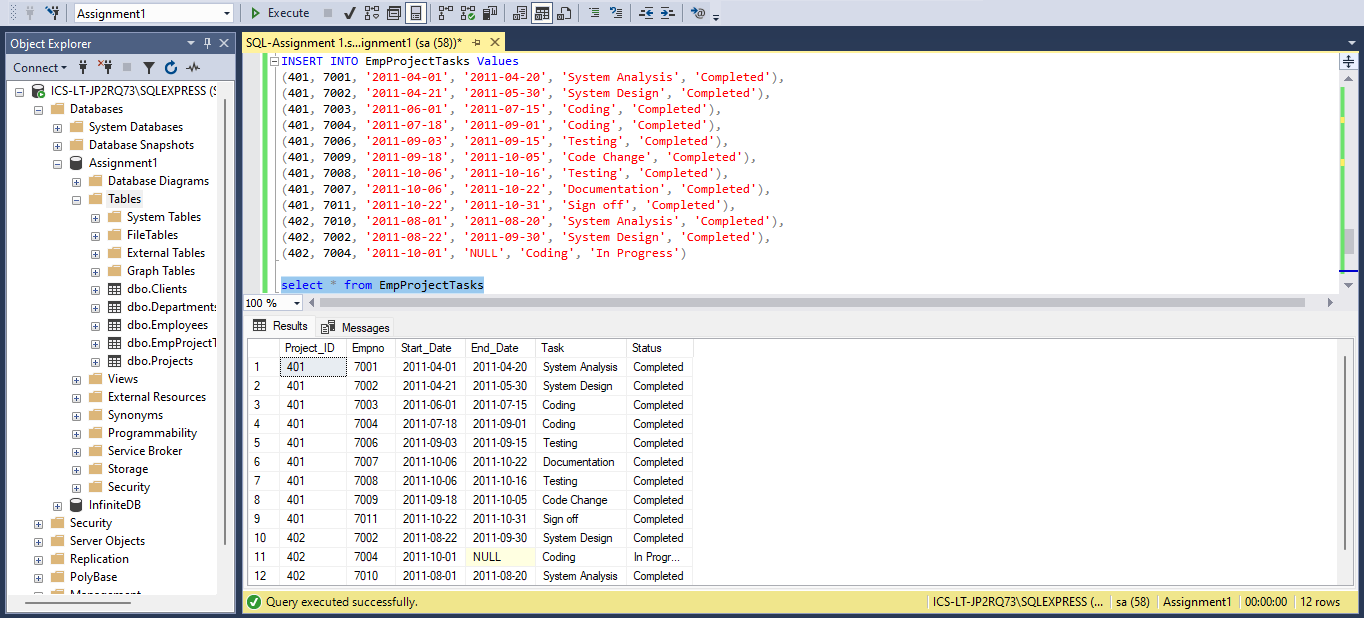 Assignment1 Execute
Object Explorer
Connect
ICS-LT-JP2RQ73\SQLEXPRESS (S
Databases
System Databases
Database Snapshots
Assignment1
Database Diagrams
Tables
System Tables
FileTables
External Tables
Graph Tables
dbo.Clients
dbo.Departments
dbo.Employees
dbo.EmpProjectT
dbo.Projects
Views
External Resources
Synonyms
Programmability
Service Broker
Storage
Security
InfiniteDB
Security
Server Objects
Replication
PolyBase
Management
SQL-Assignment 1.s...ignment1 (sa (58))*
INSERT INTO EmpProjectTasks Values
(401, 7001, '2011-04-01', '2011-04-20', 'System Analysis', 'Completed'),
(401, 7002, '2011-04-21', '2011-05-30', 'System Design', 'Completed'),
(401, 7003, '2011-06-01', '2011-07-15', 'Coding', 'Completed'),
(401, 7004, '2011-07-18', '2011-09-01', 'Coding', 'Completed'),
(401, 7006, '2011-09-03', '2011-09-15', 'Testing', 'Completed'),
(401, 7009, '2011-09-18', '2011-10-05', 'Code Change', 'Completed'),
(401, 7008, '2011-10-06', '2011-10-16', 'Testing', 'Completed'),
(401, 7007, '2011-10-06', '2011-10-22', 'Documentation', 'Completed'),
(401, 7011, '2011-10-22', '2011-10-31', 'Sign off', 'Completed'),
(402, 7010, '2011-08-01', '2011-08-20', 'System Analysis', 'Completed'),
(402, 7002, '2011-08-22', '2011-09-30', 'System Design', 'Completed'),
(402, 7004, '2011-10-01', 'NULL', 'Coding', 'In Progress')
select * from EmpProjectTasks
100 %
Results Messages
Project_ID Empno Start_Date End_Date Task Status
1 401 7001 2011-04-01 2011-04-20 System Analysis Completed
2 401 7002 2011-04-21 2011-05-30 System Design Completed
3 401 7003 2011-06-01 2011-07-15 Coding Completed
4 401 7004 2011-07-18 2011-09-01 Coding Completed
5 401 7006 2011-09-03 2011-09-15 Testing Completed
6 401 7007 2011-10-06 2011-10-22 Documentation Completed
7 401 7008 2011-10-06 2011-10-16 Testing Completed
8 401 7009 2011-09-18 2011-10-05 Code Change Completed
9 401 7011 2011-10-22 2011-10-31 Sign off Completed
10 402 7002 2011-08-22 2011-09-30 System Design Completed
11 402 7004 2011-10-01 NULL Coding In Progr...
12 402 7010 2011-08-01 2011-08-20 System Analysis Completed
Query executed successfully. ICS-LT-JP2RQ73\SQLEXPRESS (... sa (58) Assignment1 00:00:00 12 rows